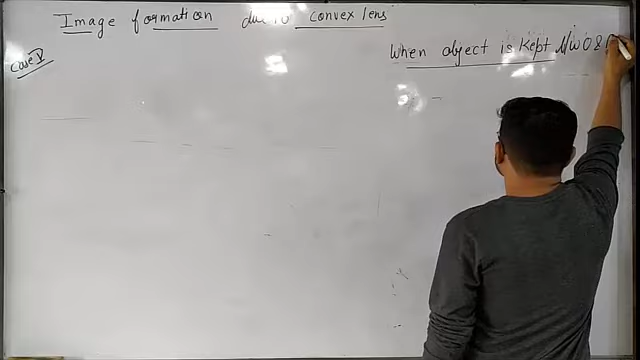 Image formation due to convex lens
Case V
When object is kept b/w O &